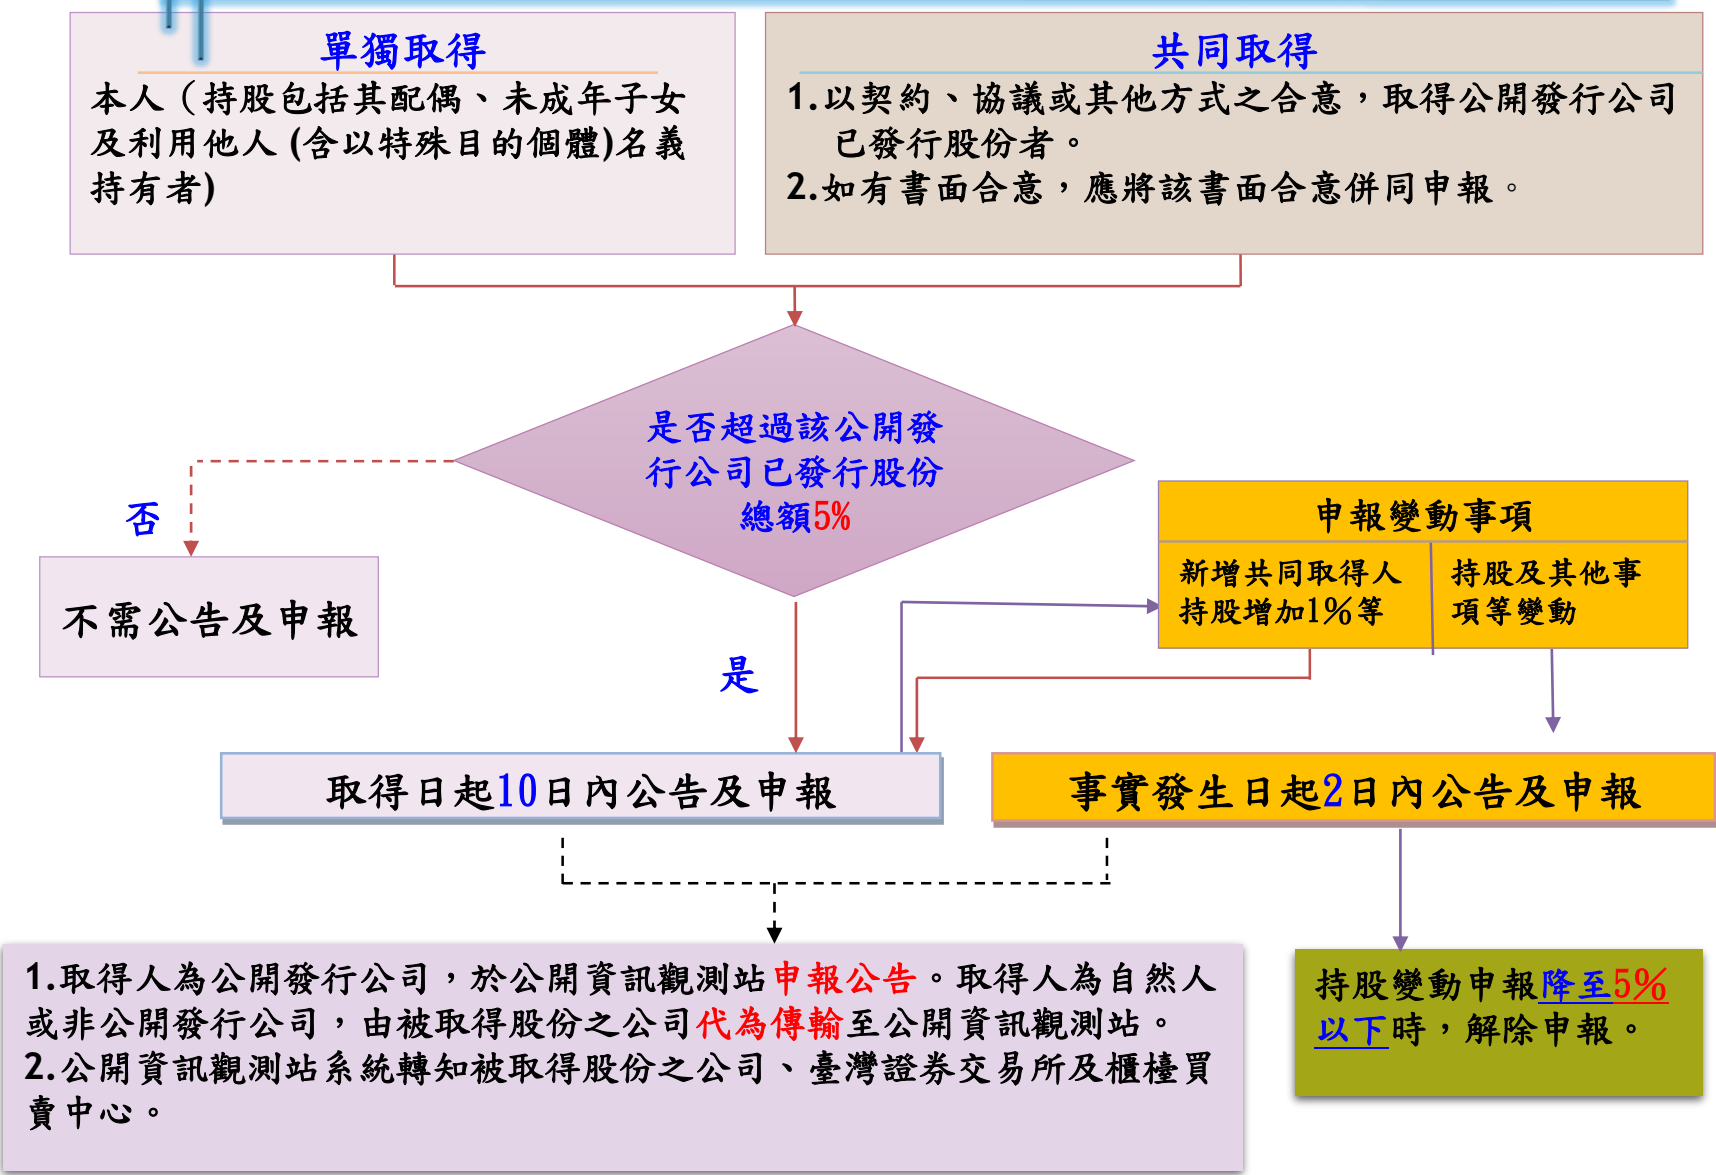 單獨取得
本人（持股包括其配偶、未成年子女
及利用他人(含以特殊目的個體)名義
持有者)
共同取得
1.以契約、協議或其他方式之合意，取得公開發行公司
已發行股份者。
2.如有書面合意，應將該書面合意併同申報。
是否超過該公開發
行公司已發行股份
總額5%
否
不需公告及申報
是
申報變動事項
新增共同取得人
持股增加1%等
持股及其他事
項等變動
取得日起10日內公告及申報
事實發生日起2日內公告及申報
1.取得人為公開發行公司，於公開資訊觀測站申報公告。取得人為自然人
或非公開發行公司，由被取得股份之公司代為傳輸至公開資訊觀測站。
2.公開資訊觀測站系統轉知被取得股份之公司、臺灣證券交易所及櫃檯買
賣中心。
持股變動申報降至5%
以下時，解除申報。